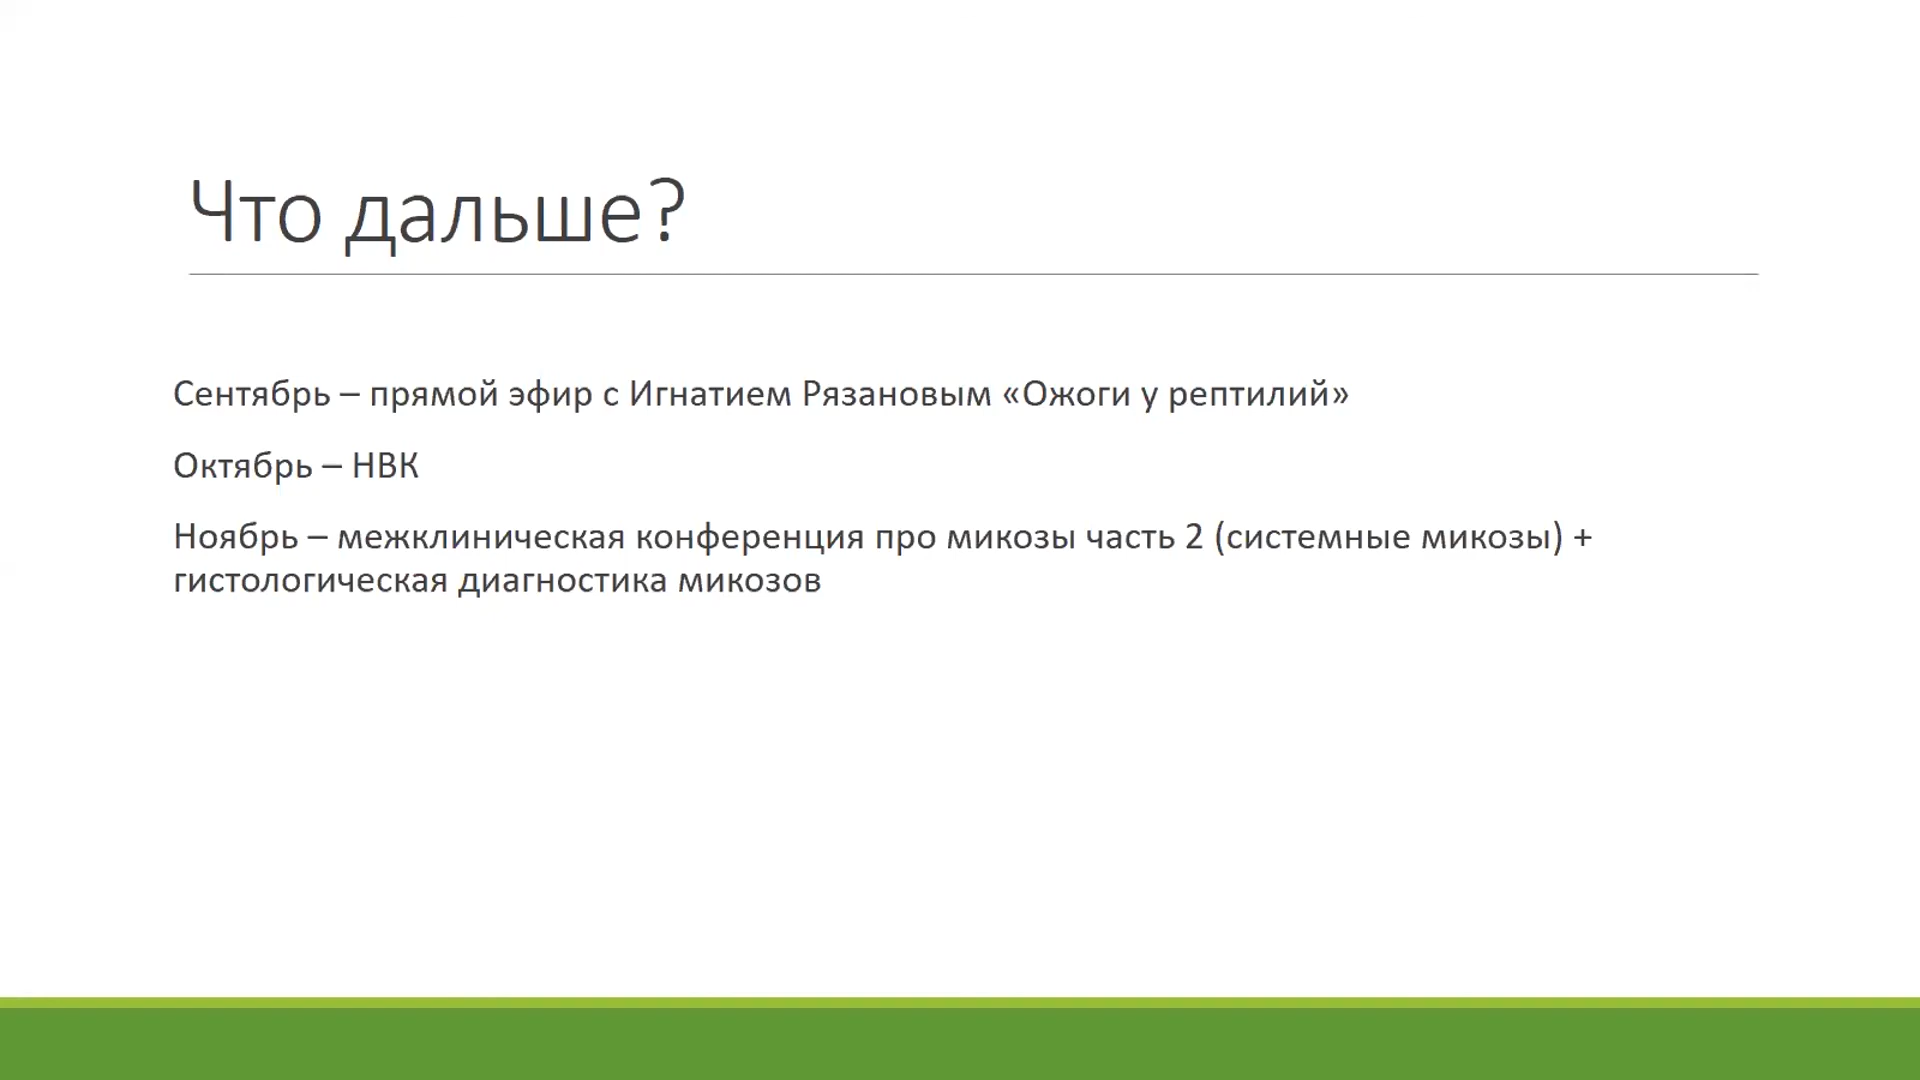 Что дальше?
Сентябрь – прямой эфир с Игнатием Рязановым «Ожоги у рептилий»
Октябрь – НВК
Ноябрь – межклиническая конференция про микозы часть 2 (системные микозы) +
гистологическая диагностика микозов